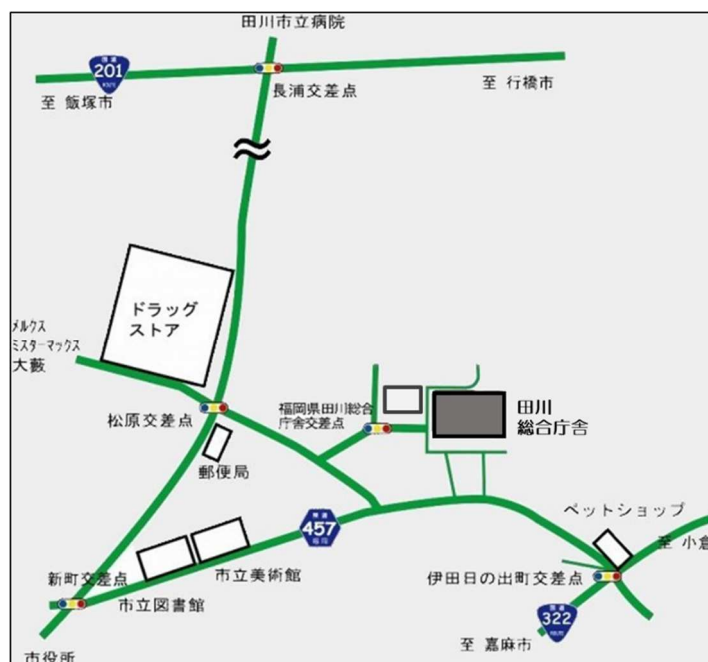 田川市立病院
国道
201
至 飯塚市
長浦交差点
至 行橋市
ドラッグ
ストア
メルクス
ミスターマックス
大藪
松原交差点
福岡県田川総合
庁舎交差点
田川
総合庁舎
郵便局
ペットショップ
457
至 小倉
新町交差点
市立美術館
市立図書館
伊田日の出町交差点
国道
322
至 嘉麻市
市役所